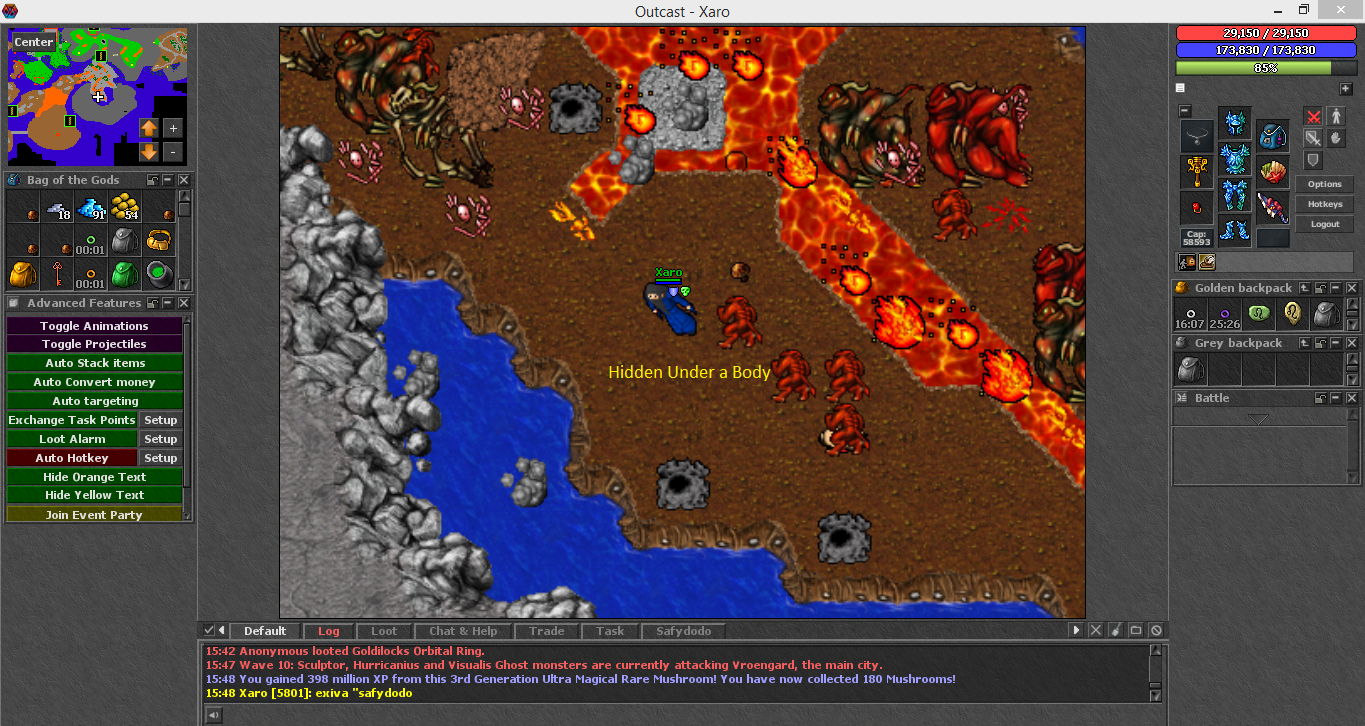 Outcast - Xaro
Center
+
-
Bag of the Gods
18
91
54
00:01
00:01
Advanced Features
Toggle Animations
Toggle Projectiles
Auto Stack items
Auto Convert money
Auto targeting
Exchange Task Points Setup
Loot Alarm Setup
Auto Hotkey Setup
Hide Orange Text
Hide Yellow Text
Join Event Party
Xaro
Hidden Under a Body
29,150 / 29,150
173,830 / 173,830
85%
Options
Hotkeys
Logout
Cap:
58593
Golden backpack
16:07 25:26
Grey backpack
Battle
Default Log Loot Chat & Help Trade Task Safydodo
15:42 Anonymous looted Goldilocks Orbital Ring.
15:47 Wave 10: Sculptor, Hurricanius and Visualis Ghost monsters are currently attacking Vroengard, the main city.
15:48 You gained 398 million XP from this 3rd Generation Ultra Magical Rare Mushroom! You have now collected 180 Mushrooms!
15:48 Xaro [5801]: exiva "safydodo